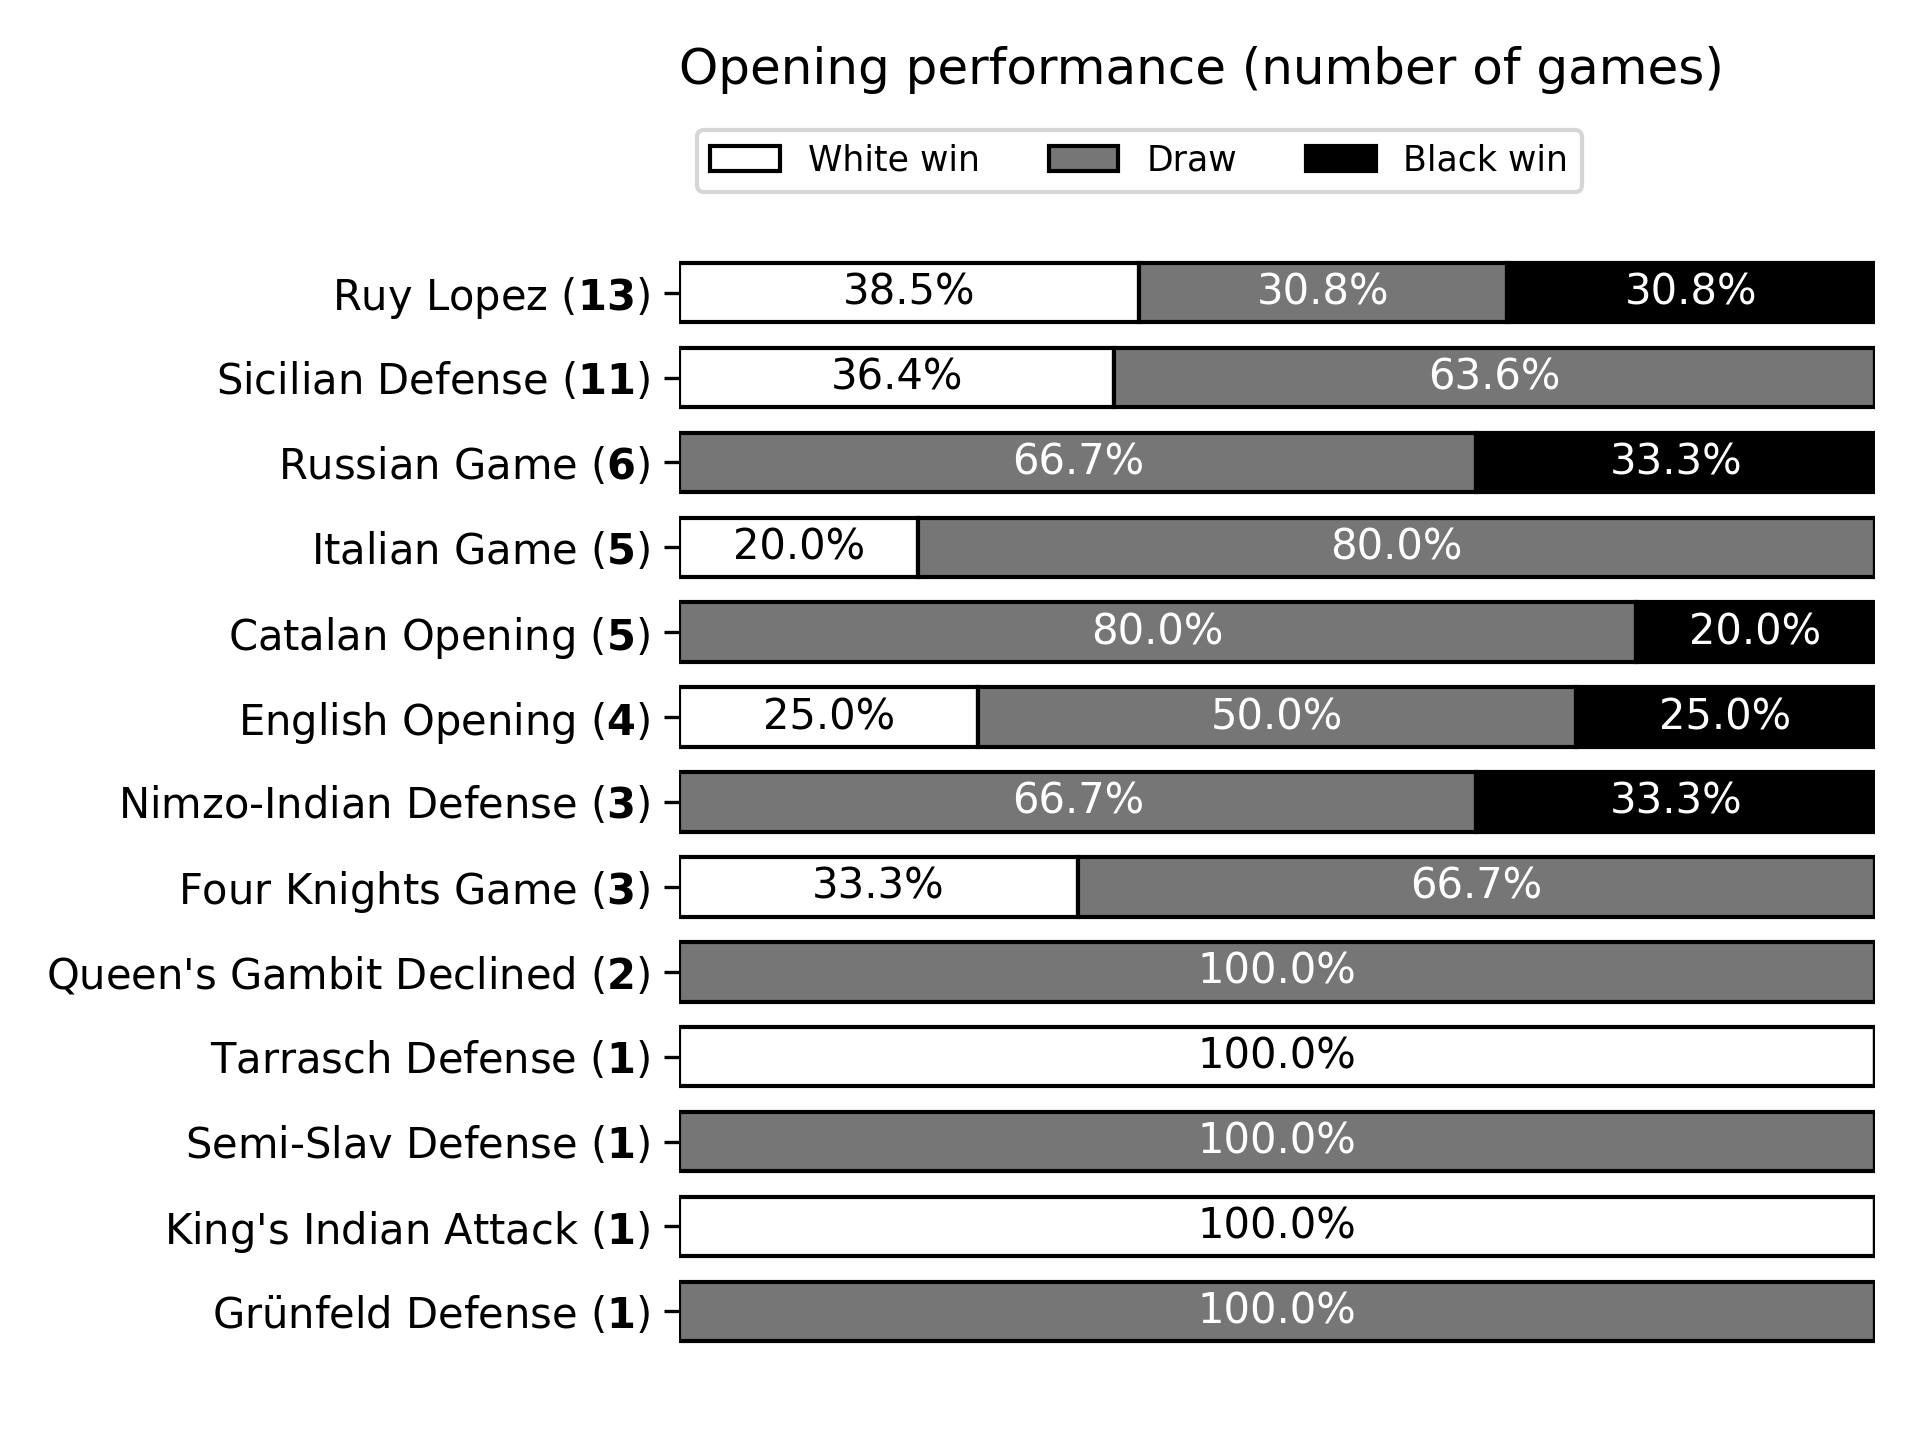 Opening performance (number of games)
White win Draw Black win
Ruy Lopez (13) 38.5% 30.8% 30.8%
Sicilian Defense (11) 36.4% 63.6%
Russian Game (6) 66.7% 33.3%
Italian Game (5) 20.0% 80.0%
Catalan Opening (5) 80.0% 20.0%
English Opening (4) 25.0% 50.0% 25.0%
Nimzo-Indian Defense (3) 66.7% 33.3%
Four Knights Game (3) 33.3% 66.7%
Queen's Gambit Declined (2) 100.0%
Tarrasch Defense (1) 100.0%
Semi-Slav Defense (1) 100.0%
King's Indian Attack (1) 100.0%
Grünfeld Defense (1) 100.0%